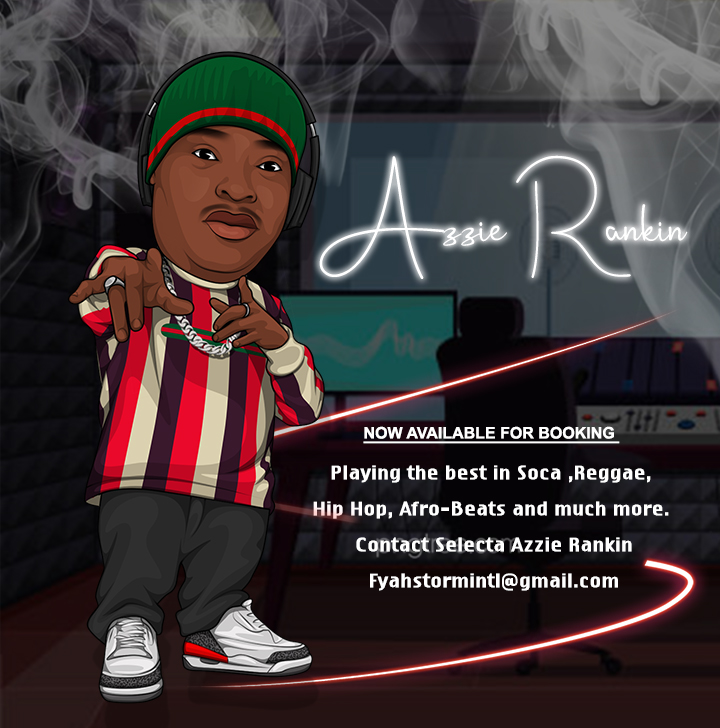 Azzie Rankin
NOW AVAILABLE FOR BOOKING
Playing the best in Soca ,Reggae,
Hip Hop, Afro-Beats and much more.
Contact Selecta Azzie Rankin
Fyahstormintl@gmail.com